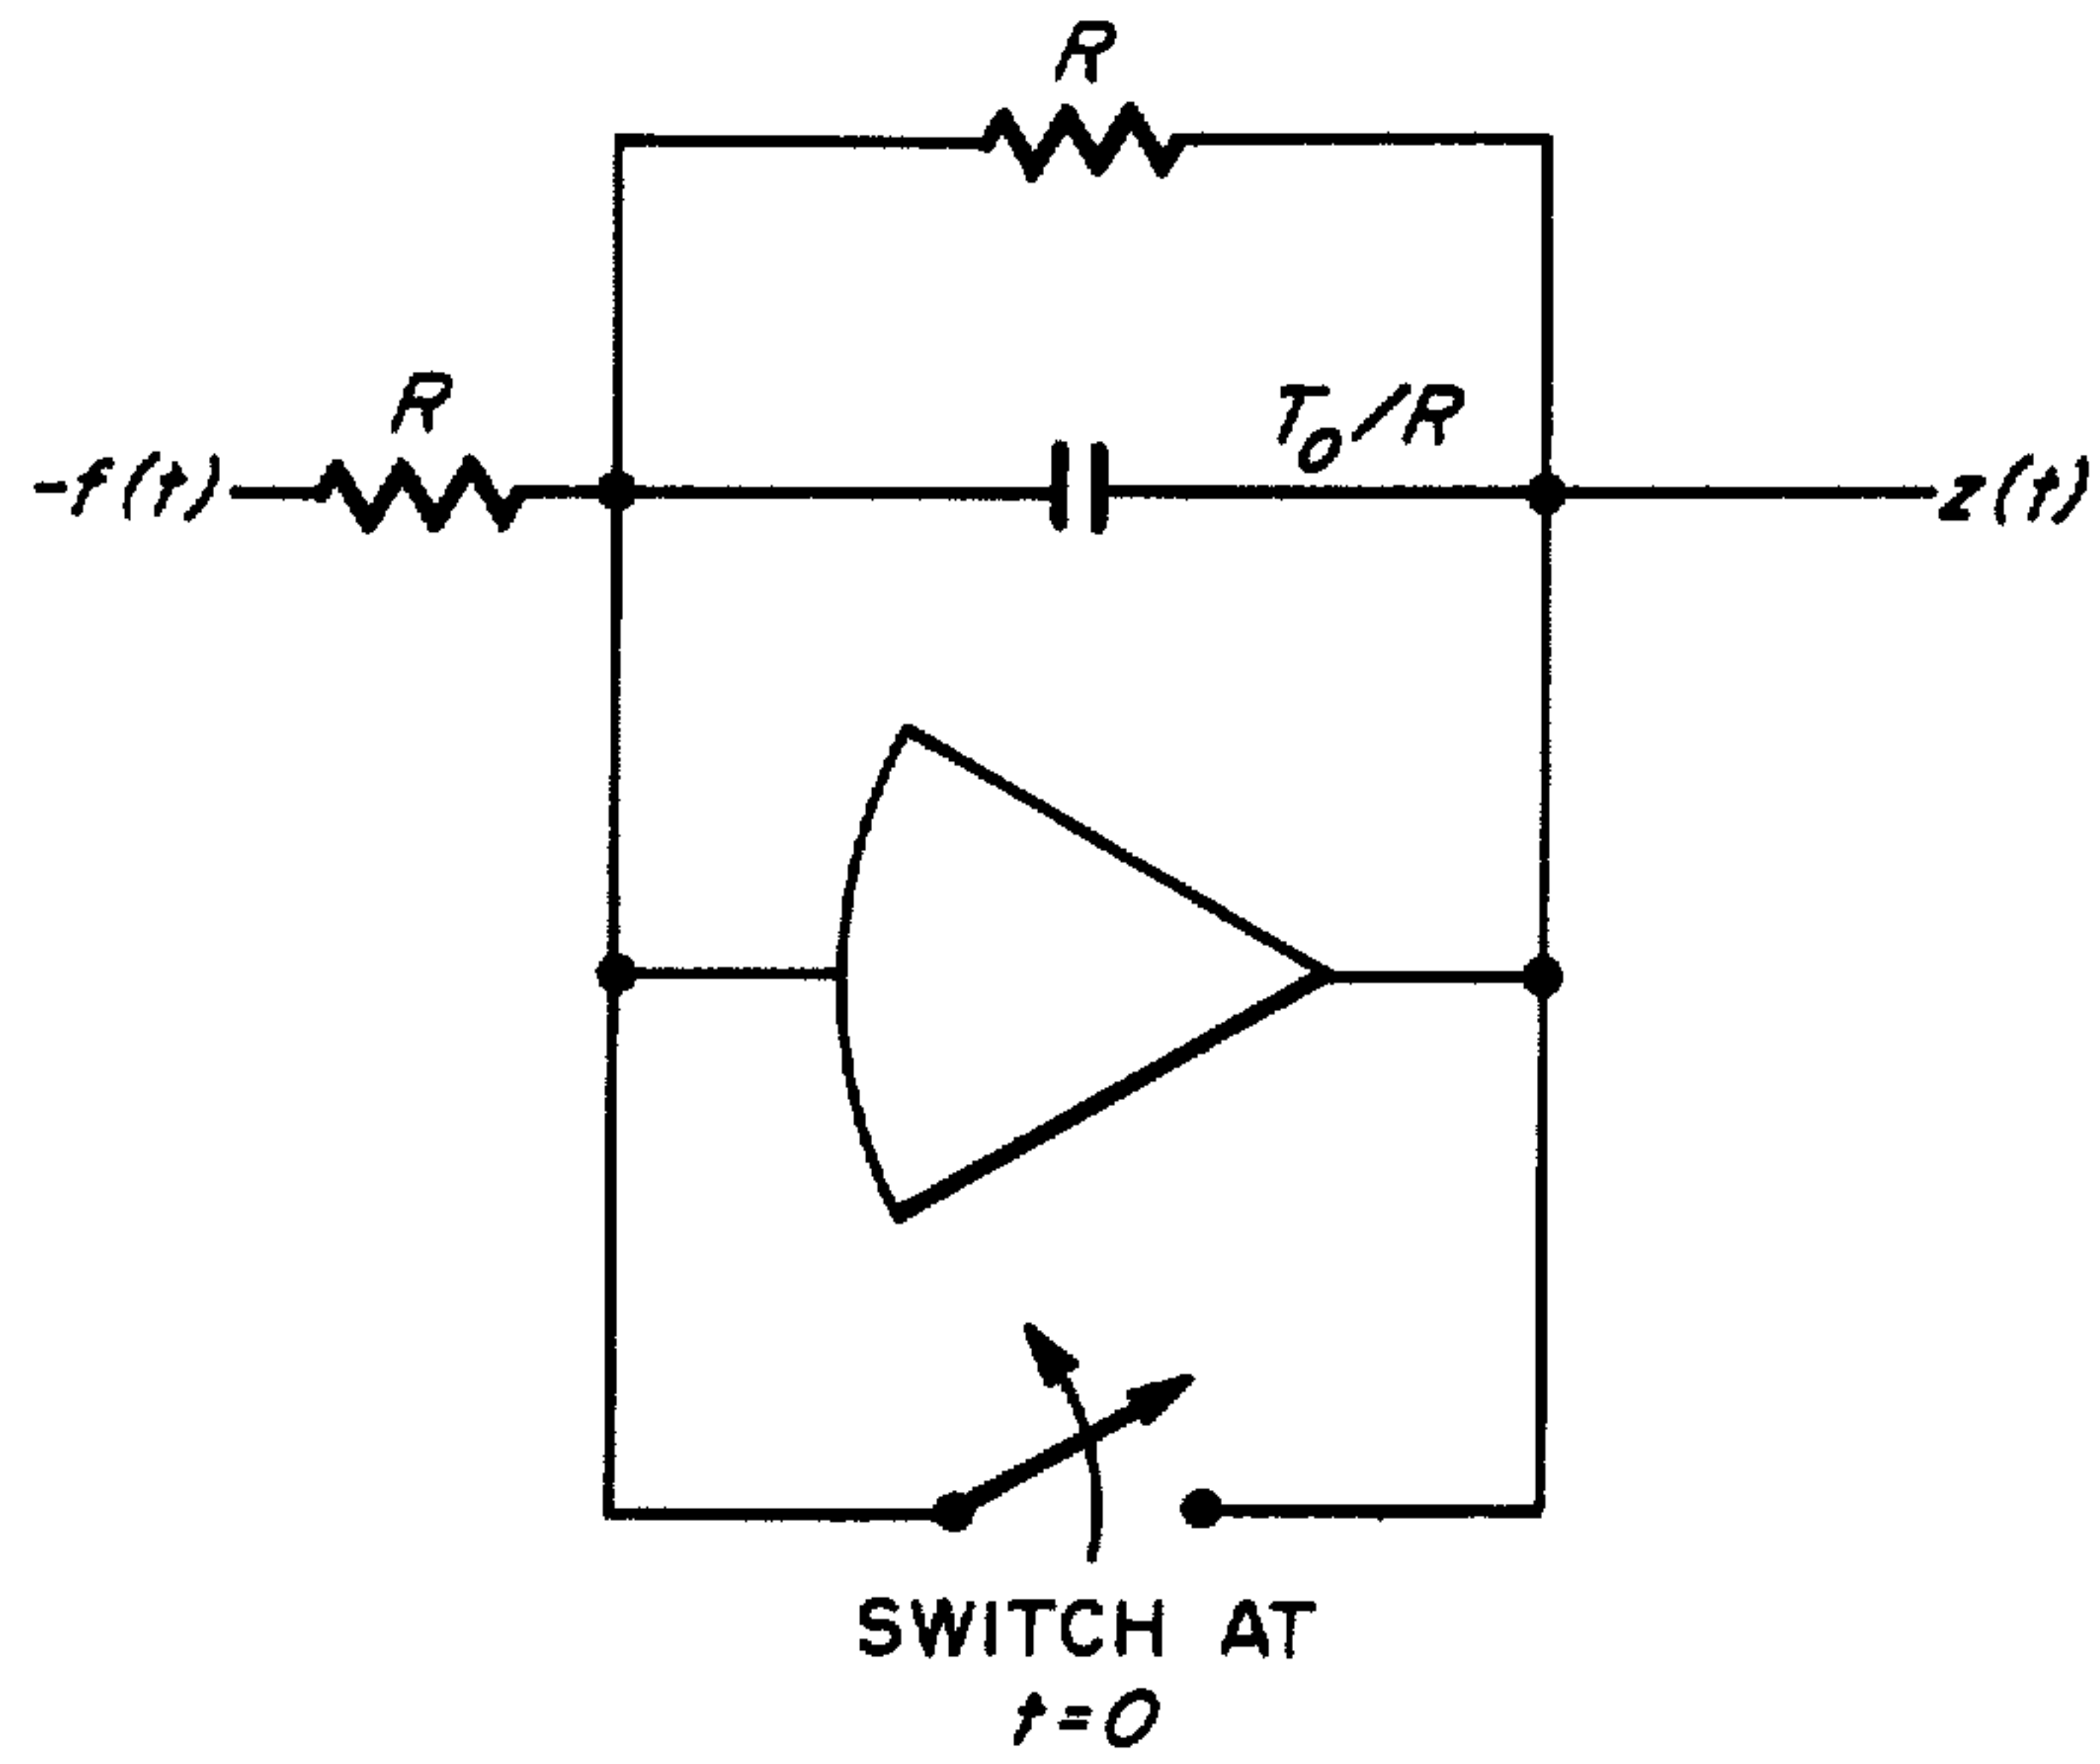 R
R
T₀/R
-f(t)
z(t)
SWITCH AT
t=0